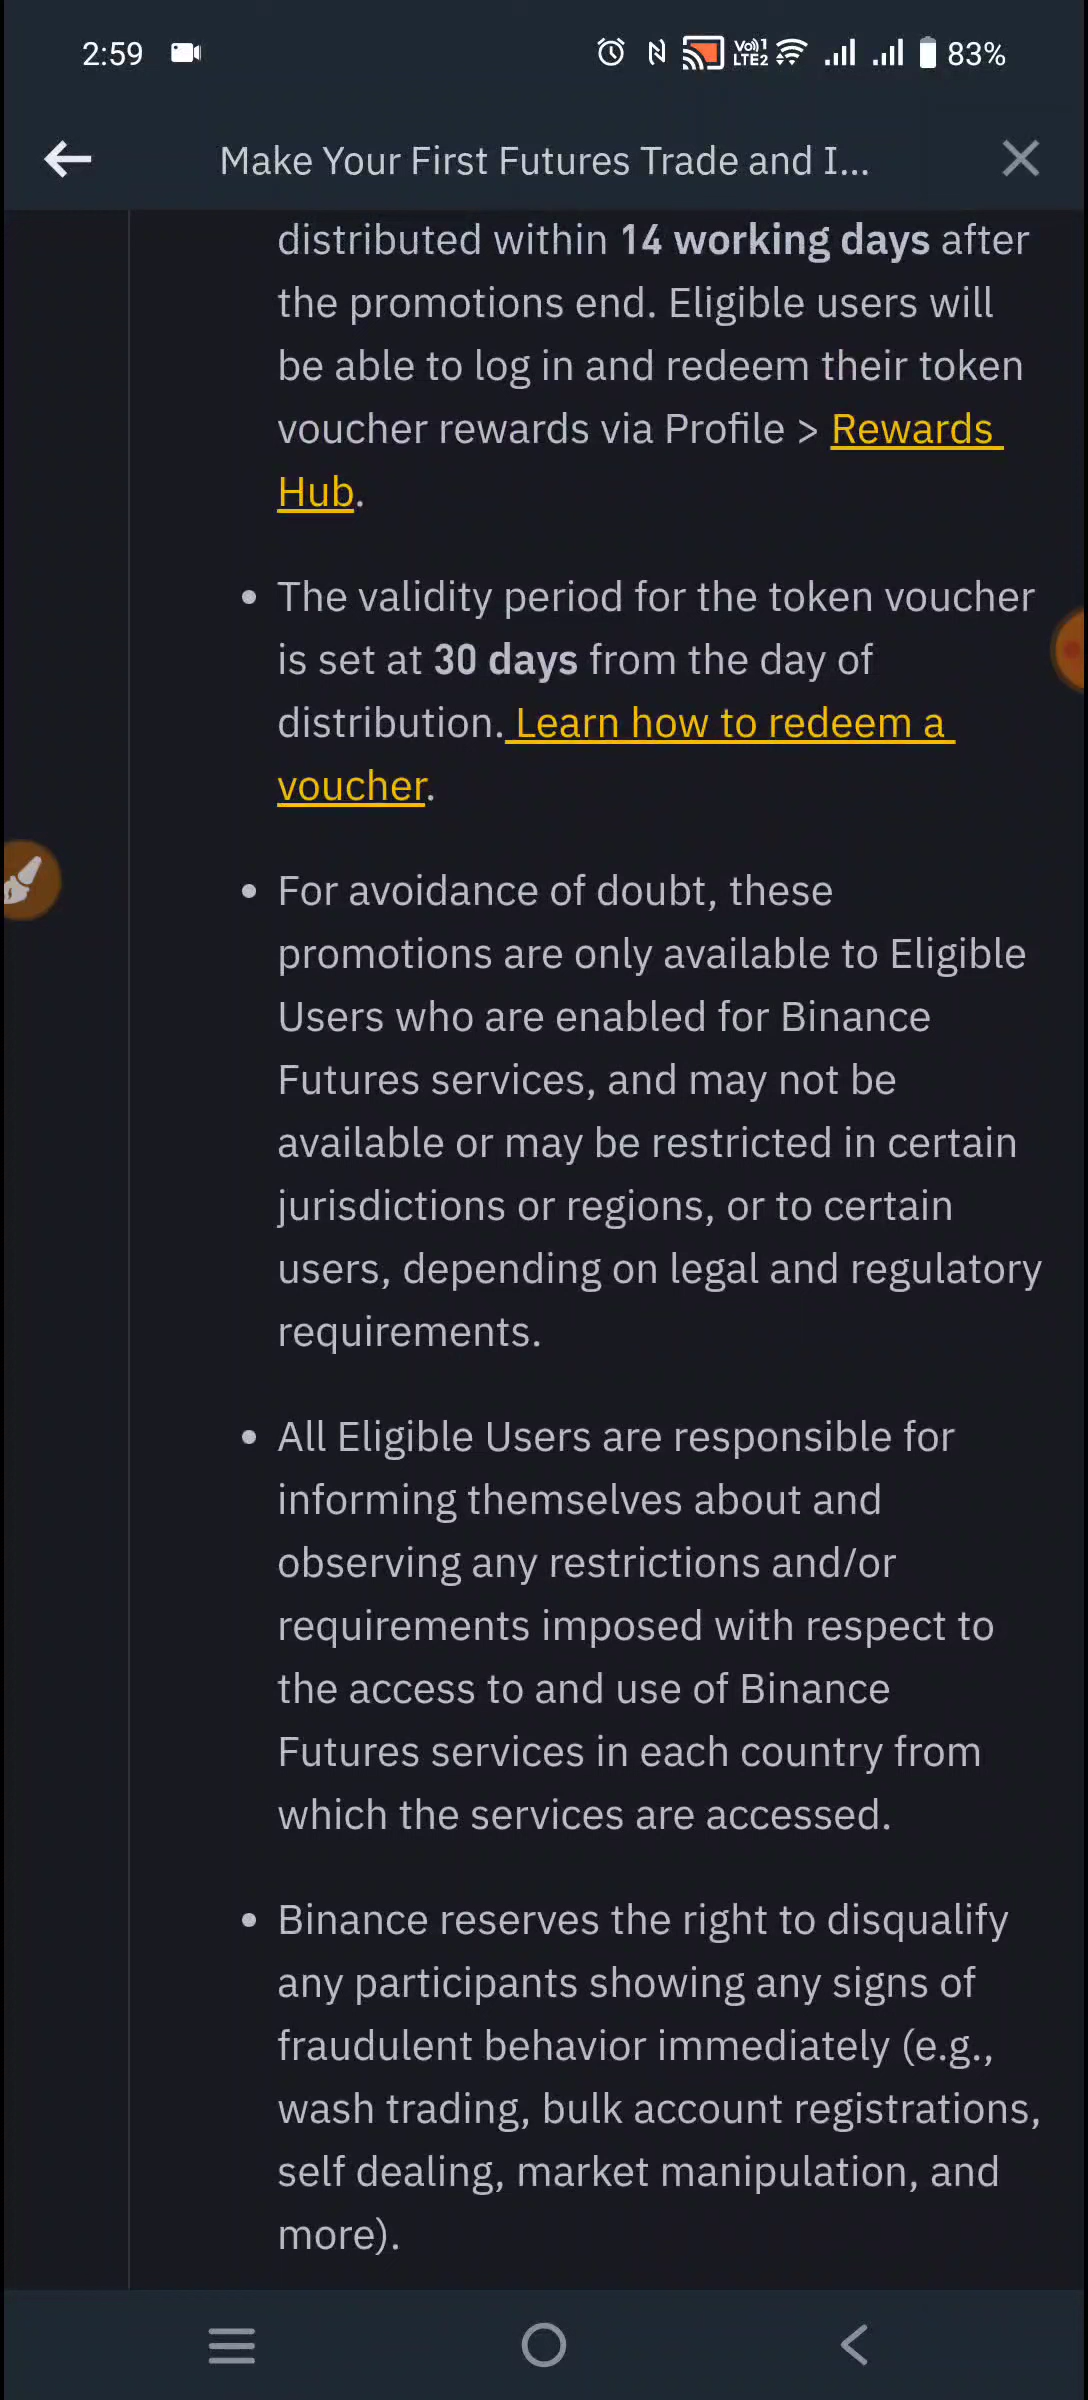 2:59
Vo)) 1
LTE2
83%
Make Your First Futures Trade and I...
distributed within 14 working days after
the promotions end. Eligible users will
be able to log in and redeem their token
voucher rewards via Profile > Rewards
Hub.
• The validity period for the token voucher
is set at 30 days from the day of
distribution. Learn how to redeem a
voucher.
• For avoidance of doubt, these
promotions are only available to Eligible
Users who are enabled for Binance
Futures services, and may not be
available or may be restricted in certain
jurisdictions or regions, or to certain
users, depending on legal and regulatory
requirements.
• All Eligible Users are responsible for
informing themselves about and
observing any restrictions and/or
requirements imposed with respect to
the access to and use of Binance
Futures services in each country from
which the services are accessed.
• Binance reserves the right to disqualify
any participants showing any signs of
fraudulent behavior immediately (e.g.,
wash trading, bulk account registrations,
self dealing, market manipulation, and
more).